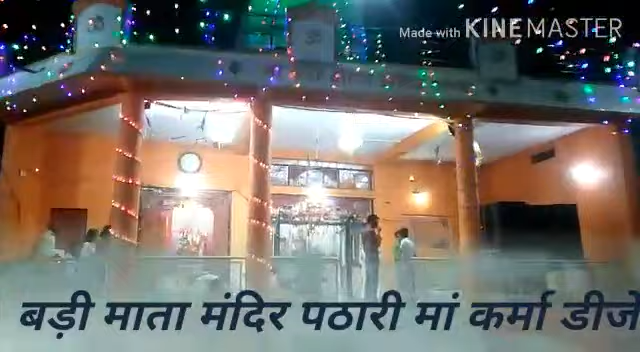 Made with KINEMASTER
ॐ ॐ ॐ
बड़ी माता मंदिर पठारी मां कर्मा डीजे